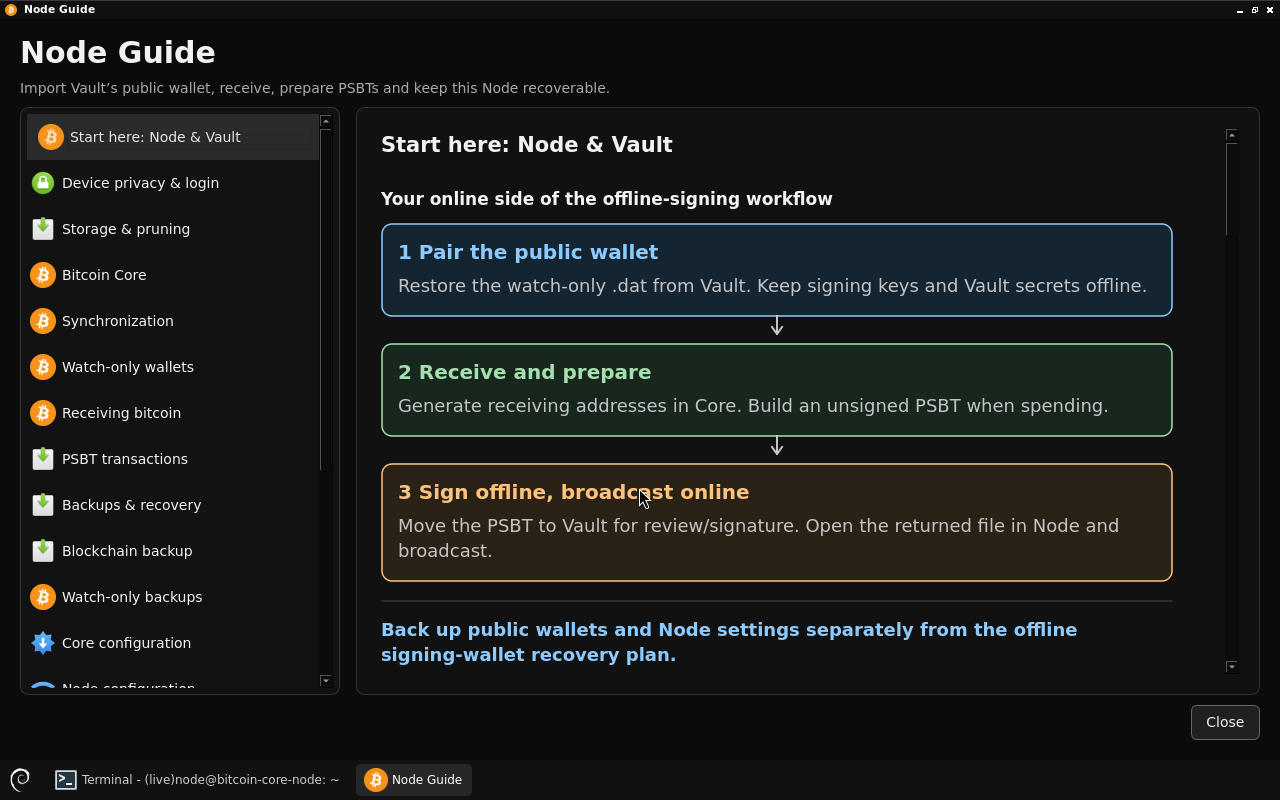 Node Guide
Node Guide
Import Vault’s public wallet, receive, prepare PSBTs and keep this Node recoverable.
Start here: Node & Vault
Device privacy & login
Storage & pruning
Bitcoin Core
Synchronization
Watch-only wallets
Receiving bitcoin
PSBT transactions
Backups & recovery
Blockchain backup
Watch-only backups
Core configuration
Node configuration
Start here: Node & Vault
Your online side of the offline-signing workflow
1 Pair the public wallet
Restore the watch-only .dat from Vault. Keep signing keys and Vault secrets offline.
2 Receive and prepare
Generate receiving addresses in Core. Build an unsigned PSBT when spending.
3 Sign offline, broadcast online
Move the PSBT to Vault for review/signature. Open the returned file in Node and
broadcast.
Back up public wallets and Node settings separately from the offline
signing-wallet recovery plan.
Close
Terminal - (live)node@bitcoin-core-node: ~
Node Guide